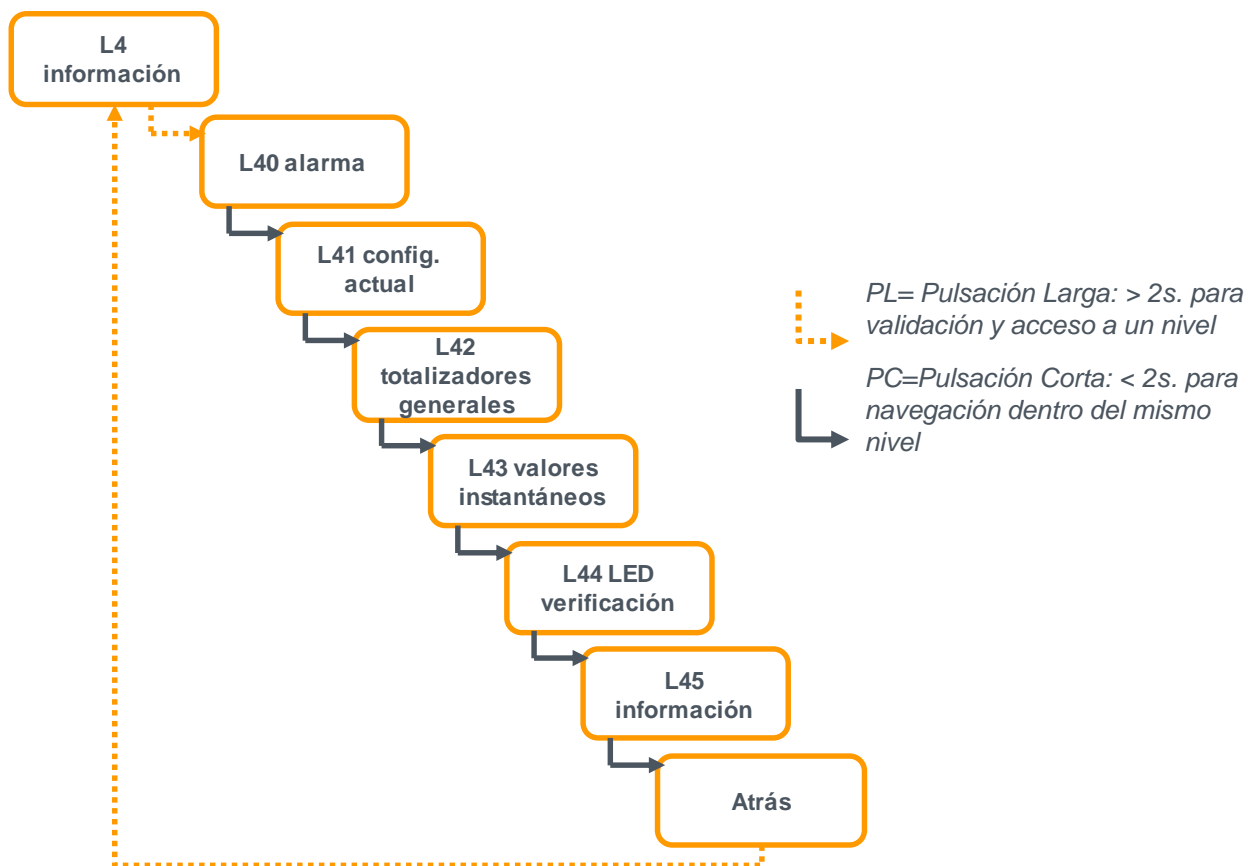 L4
información
L40 alarma
L41 config.
actual
L42
totalizadores
generales
L43 valores
instantáneos
L44 LED
verificación
L45
información
Atrás
PL= Pulsación Larga: > 2s. para
validación y acceso a un nivel
PC=Pulsación Corta: < 2s. para
navegación dentro del mismo
nivel